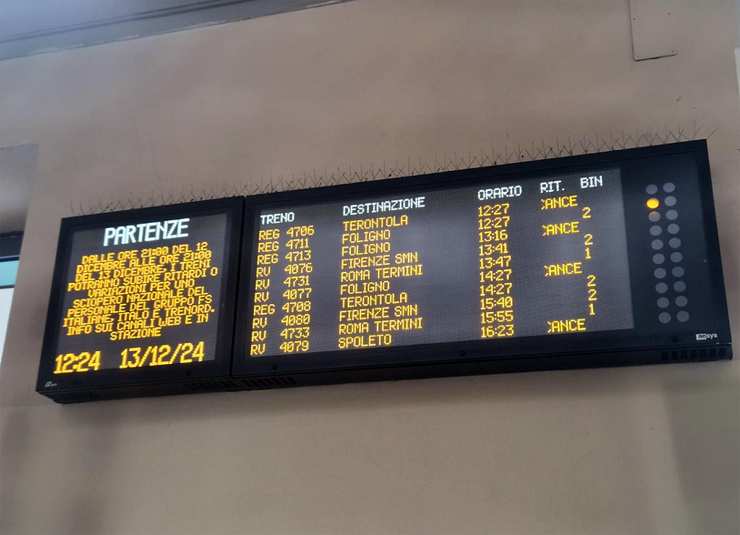 PARTENZE
DALLE ORE 21:00 DEL 12
DICEMBRE ALLE ORE 21:00
DEL 13 DICEMBRE, I TRENI
POTRANNO SUBIRE RITARDI O
VARIAZIONI PER UNO
SCIOPERO NAZIONALE DEL
PERSONALE DEL GRUPPO FS
ITALIANE, ITALO E TRENORD.
INFO SUI CANALI WEB E IN
STAZIONE
12:24 13/12/24
TRENO DESTINAZIONE ORARIO RIT. BIN
REG 4706 TERONTOLA 12:27 ANCE
REG 4711 FOLIGNO 12:27 2
REG 4713 FOLIGNO 13:16 ANCE
RV 4076 FIRENZE SMN 13:41 2
RV 4731 ROMA TERMINI 13:47 1
RV 4077 FOLIGNO 14:27 ANCE
REG 4708 TERONTOLA 14:27 2
RV 4080 FIRENZE SMN 15:40 2
RV 4733 ROMA TERMINI 15:55 1
RV 4079 SPOLETO 16:23 ANCE